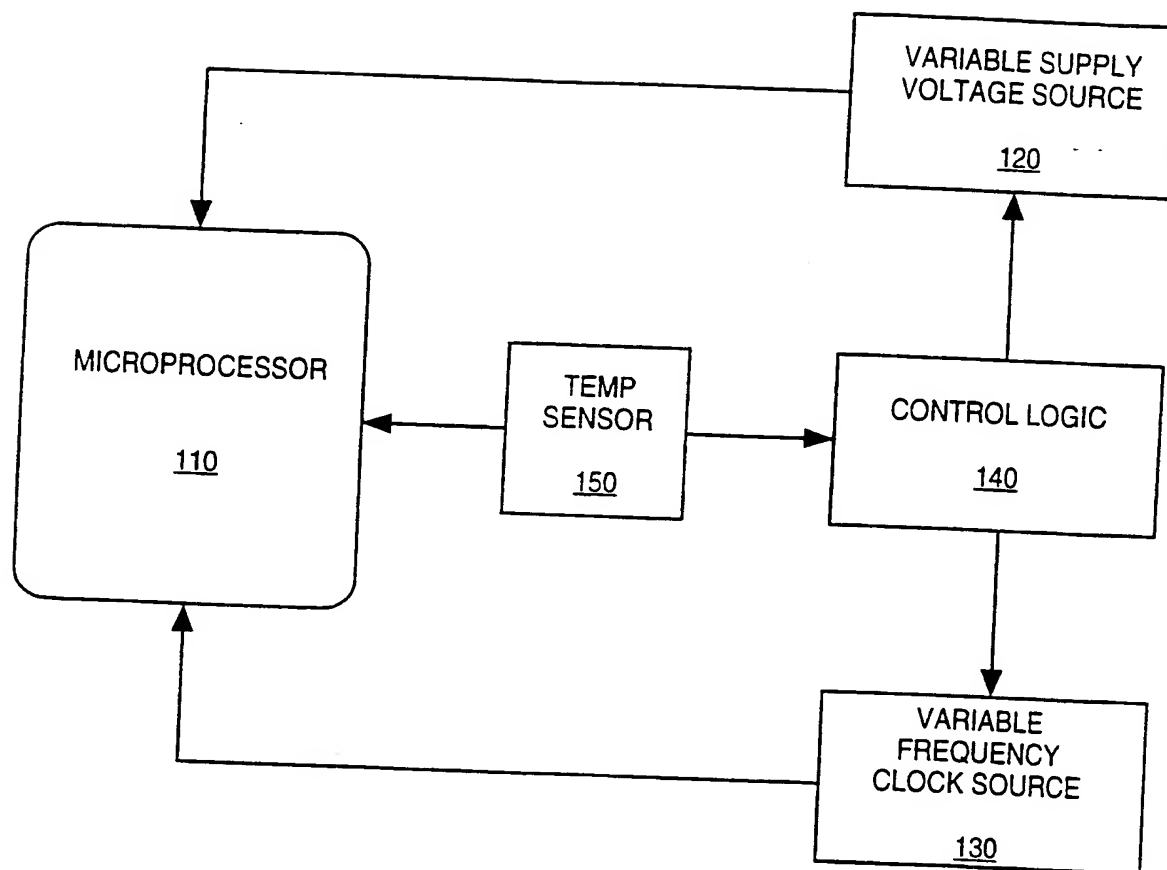 VARIABLE SUPPLY
VOLTAGE SOURCE
120
MICROPROCESSOR
110
TEMP
SENSOR
150
CONTROL LOGIC
140
VARIABLE
FREQUENCY
CLOCK SOURCE
130